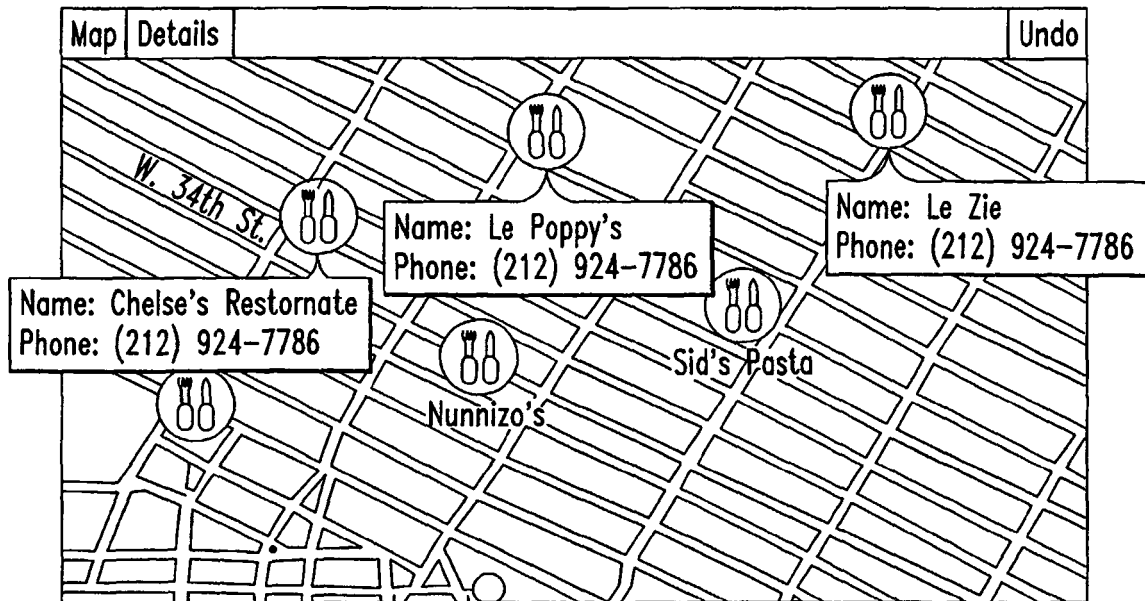 Map Details Undo
W. 34th St.
Name: Le Poppy's
Phone: (212) 924-7786
Name: Le Zie
Phone: (212) 924-7786
Name: Chelse's Restornate
Phone: (212) 924-7786
Sid's Pasta
Nunnizo's